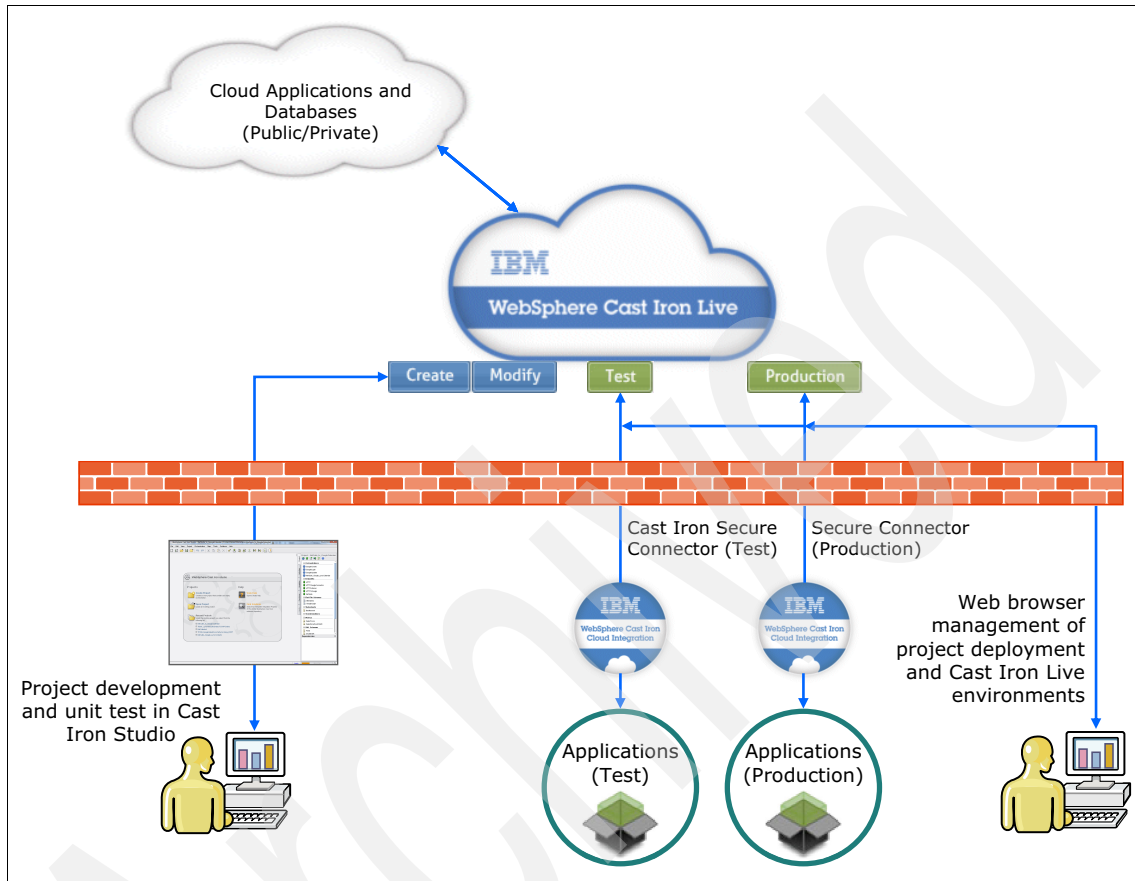 Cloud Applications and
Databases
(Public/Private)
IBM
WebSphere Cast Iron Live
Create
Modify
Test
Production
Cast Iron Secure
Connector (Test)
Secure Connector
(Production)
IBM
WebSphere Cast Iron
Cloud Integration
IBM
WebSphere Cast Iron
Cloud Integration
Web browser
management of
project deployment
and Cast Iron Live
environments
Project development
and unit test in Cast
Iron Studio
Applications
(Test)
Applications
(Production)
Archived